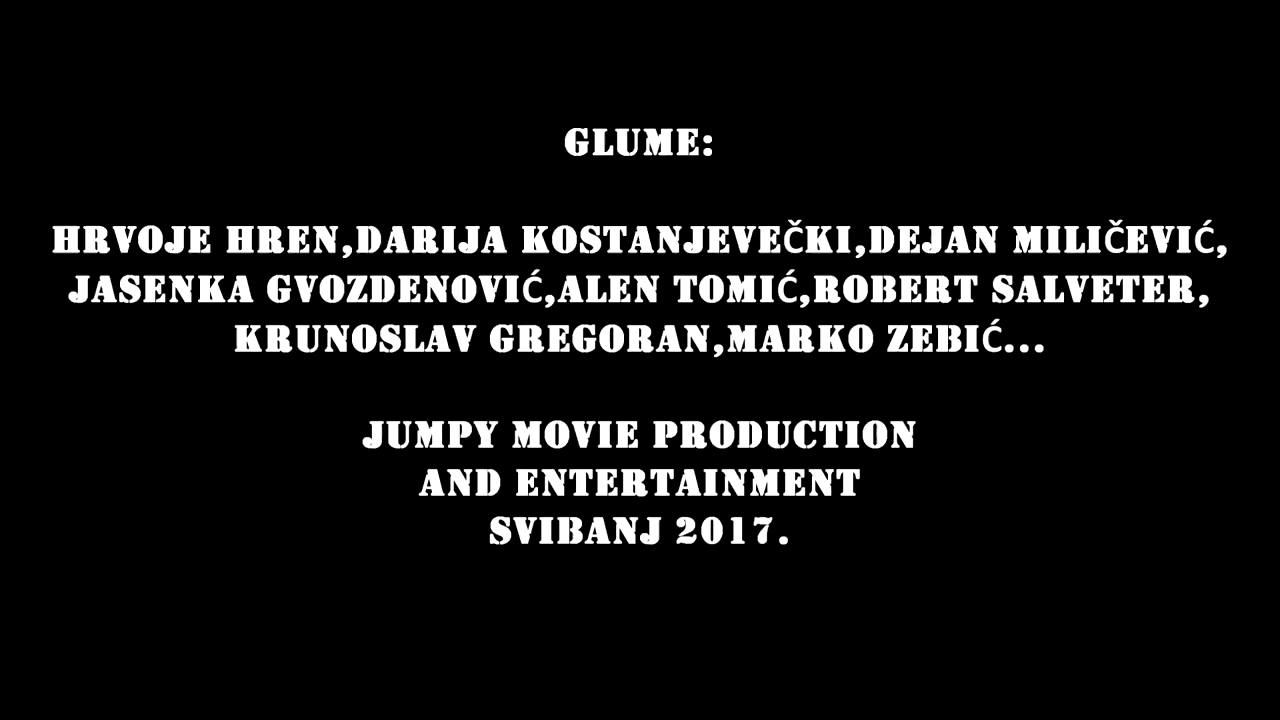 GLUME:
HRVOJE HREN,DARIJA KOSTANJEVEČKI,DEJAN MILIČEVIĆ,
JASENKA GVOZDENOVIĆ,ALEN TOMIĆ,ROBERT SALVETER,
KRUNOSLAV GREGORAN,MARKO ZEBIĆ...
JUMPY MOVIE PRODUCTION
AND ENTERTAINMENT
SVIBANJ 2017.